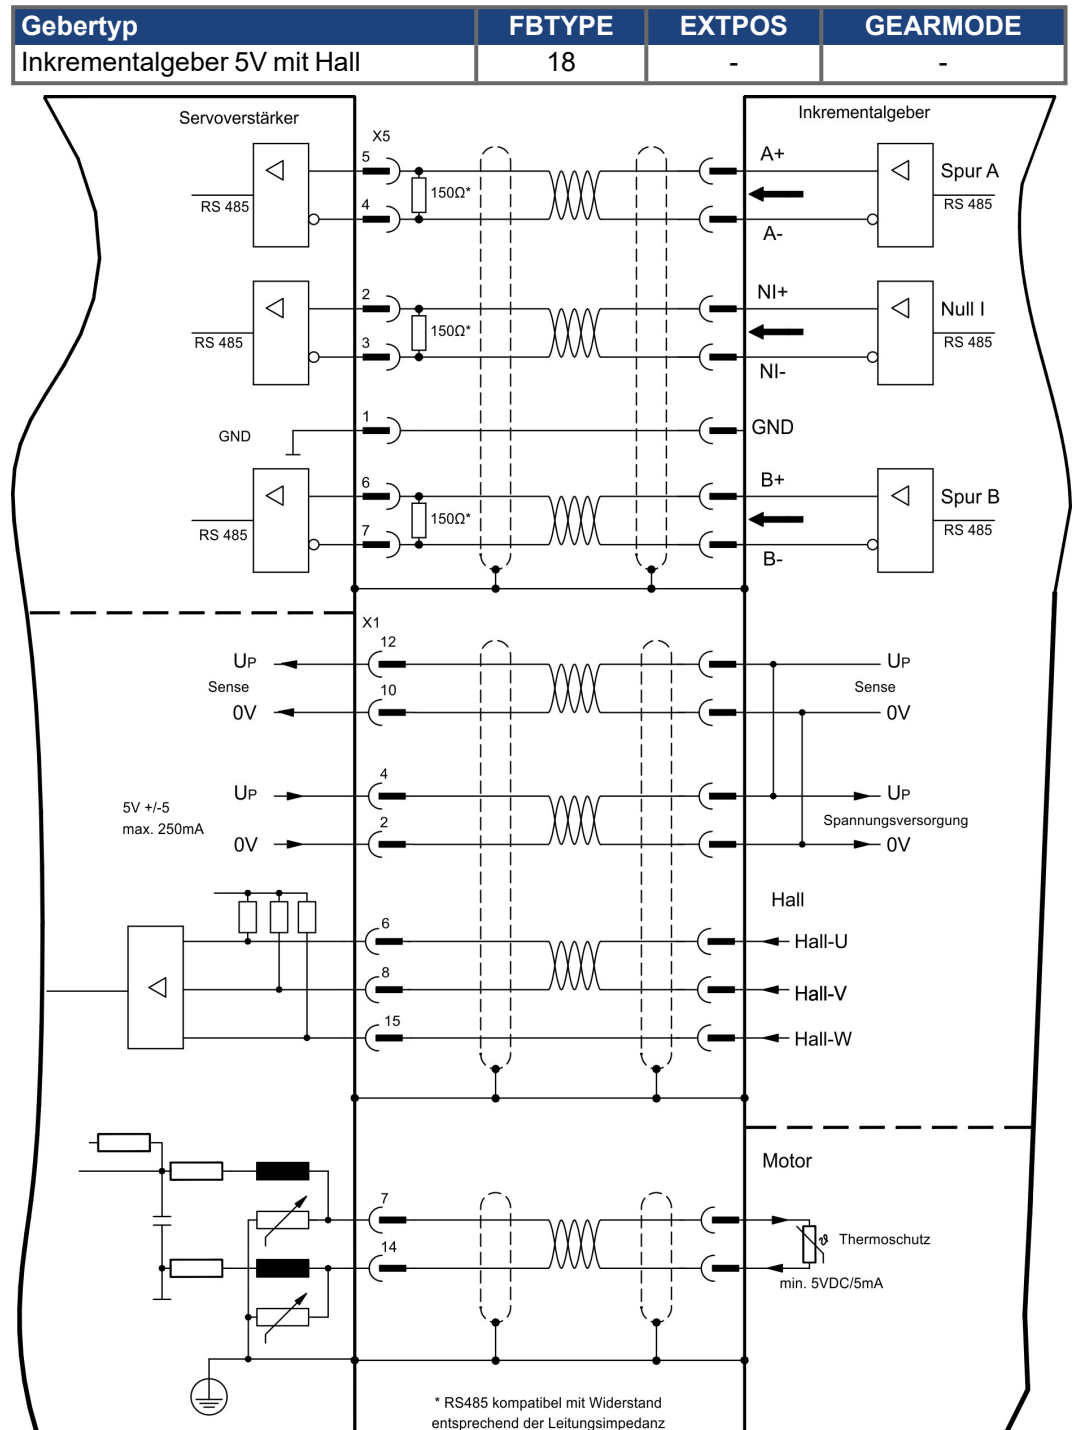 Gebertyp FBTYPE EXTPOS GEARMODE
Inkrementalgeber 5V mit Hall 18 - -
Servoverstärker
Inkrementalgeber
X5
5
A+
Spur A
150Ω*
RS 485
RS 485
4
A-
2
NI+
Null I
150Ω*
RS 485
RS 485
3
NI-
1
GND
GND
6
B+
Spur B
150Ω*
RS 485
RS 485
7
B-
X1
12
UP
UP
Sense
10
Sense
0V
0V
4
UP
UP
5V +/-5
max. 250mA
2
Spannungsversorgung
0V
0V
Hall
6
Hall-U
8
Hall-V
15
Hall-W
Motor
7
ϑ
Thermoschutz
14
min. 5VDC/5mA
* RS485 kompatibel mit Widerstand
entsprechend der Leitungsimpedanz